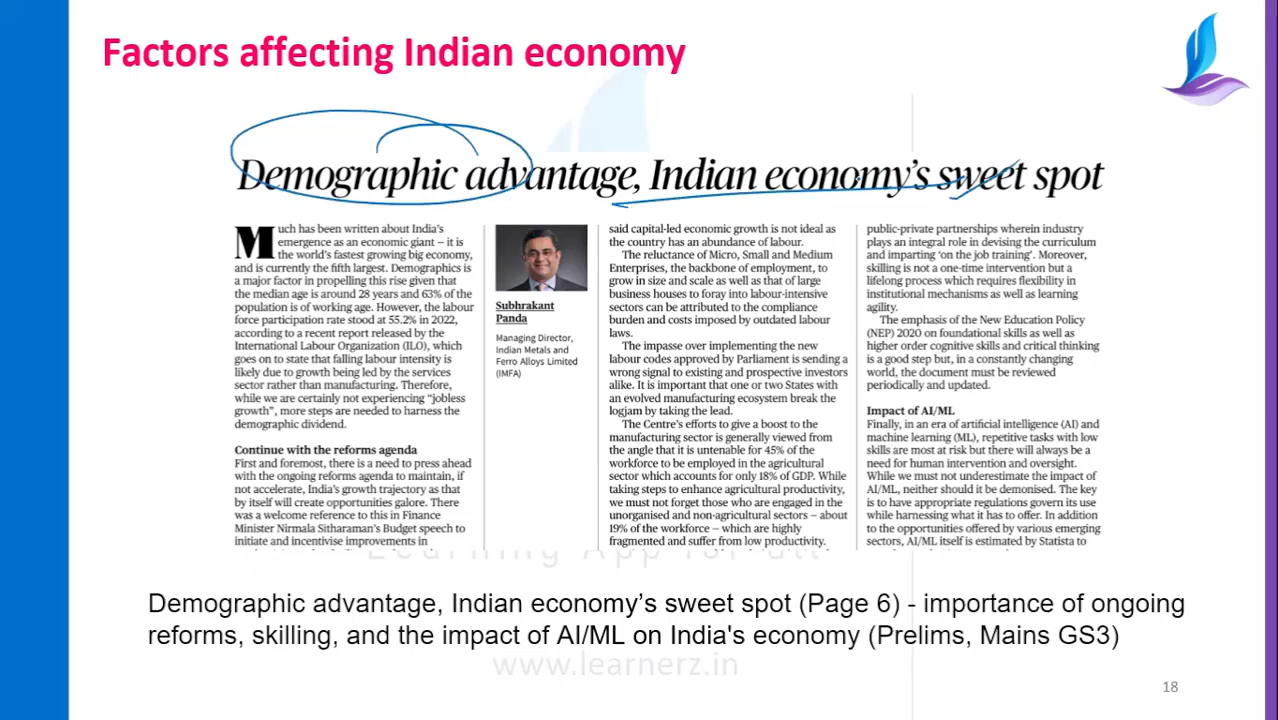 Factors affecting Indian economy
Demographic advantage, Indian economy's sweet spot
Much has been written about India's
emergence as an economic giant – it is
the world's fastest growing big economy,
and is currently the fifth largest. Demographics is
a major factor in propelling this rise given that
the median age is around 28 years and 63% of the
population is of working age. However, the labour
force participation rate stood at 55.2% in 2022,
according to a recent report released by the
International Labour Organization (ILO), which
goes on to state that falling labour intensity is
likely due to growth being led by the services
sector rather than manufacturing. Therefore,
while we are certainly not experiencing "jobless
growth", more steps are needed to harness the
demographic dividend.
Continue with the reforms agenda
First and foremost, there is a need to press ahead
with the ongoing reforms agenda to maintain, if
not accelerate, India's growth trajectory as that
by itself will create opportunities galore. There
was a welcome reference to this in Finance
Minister Nirmala Sitharaman's Budget speech to
initiate and incentivise improvements in
Subhrakant
Panda
Managing Director,
Indian Metals and
Ferro Alloys Limited
(IMFA)
said capital-led economic growth is not ideal as
the country has an abundance of labour.
The reluctance of Micro, Small and Medium
Enterprises, the backbone of employment, to
grow in size and scale as well as that of large
business houses to foray into labour-intensive
sectors can be attributed to the compliance
burden and costs imposed by outdated labour
laws.
The impasse over implementing the new
labour codes approved by Parliament is sending a
wrong signal to existing and prospective investors
alike. It is important that one or two States with
an evolved manufacturing ecosystem break the
logjam by taking the lead.
The Centre's efforts to give a boost to the
manufacturing sector is generally viewed from
the angle that it is untenable for 45% of the
workforce to be employed in the agricultural
sector which accounts for only 18% of GDP. While
taking steps to enhance agricultural productivity,
we must not forget those who are engaged in the
unorganised and non-agricultural sectors – about
19% of the workforce – which are highly
fragmented and suffer from low productivity.
public-private partnerships wherein industry
plays an integral role in devising the curriculum
and imparting 'on the job training'. Moreover,
skilling is not a one-time intervention but a
lifelong process which requires flexibility in
institutional mechanisms as well as learning
agility.
The emphasis of the New Education Policy
(NEP) 2020 on foundational skills as well as
higher order cognitive skills and critical thinking
is a good step but, in a constantly changing
world, the document must be reviewed
periodically and updated.
Impact of AI/ML
Finally, in an era of artificial intelligence (AI) and
machine learning (ML), repetitive tasks with low
skills are most at risk but there will always be a
need for human intervention and oversight.
While we must not underestimate the impact of
AI/ML, neither should it be demonised. The key
is to have appropriate regulations govern its use
while harnessing what it has to offer. In addition
to the opportunities offered by various emerging
sectors, AI/ML itself is estimated by Statista to
Learning App for all
Demographic advantage, Indian economy's sweet spot (Page 6) - importance of ongoing
reforms, skilling, and the impact of AI/ML on India's economy (Prelims, Mains GS3)
www.learnerz.in
18